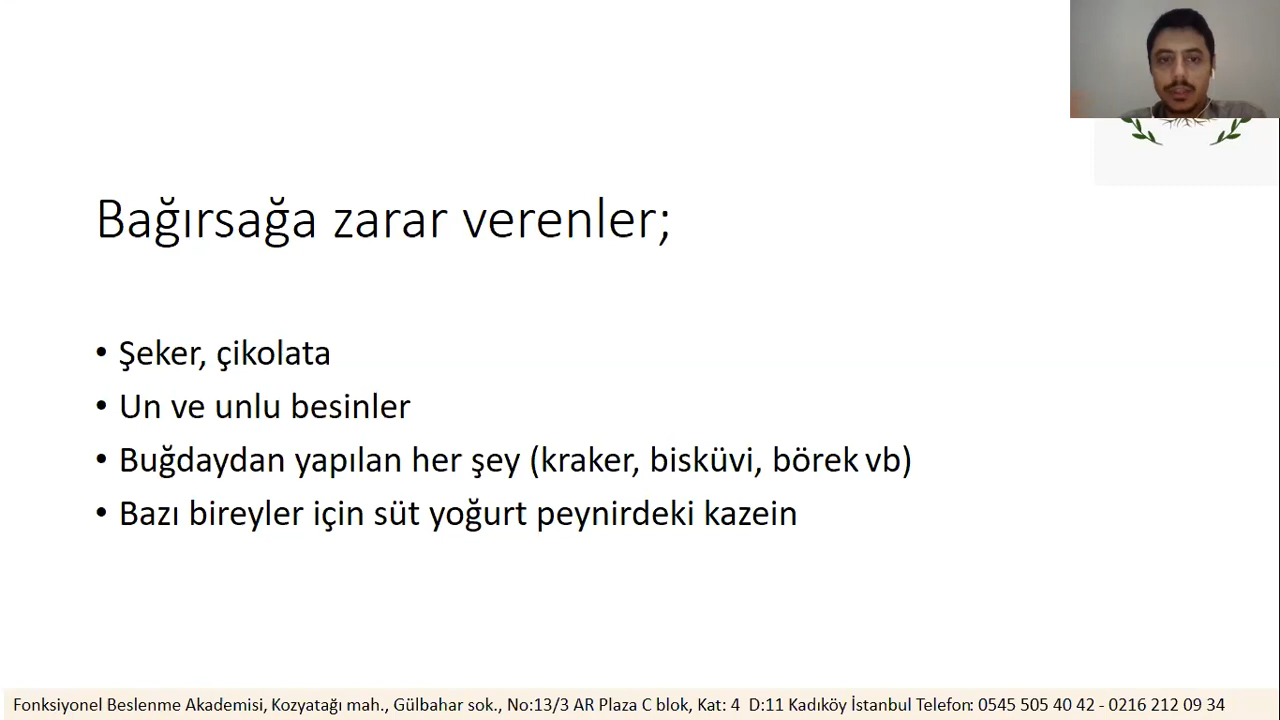 Bağırsağa zarar verenler;
• Şeker, çikolata
• Un ve unlu besinler
• Buğdaydan yapılan her şey (kraker, bisküvi, börek vb)
• Bazı bireyler için süt yoğurt peynirdeki kazein
Fonksiyonel Beslenme Akademisi, Kozyatağı mah., Gülbahar sok., No:13/3 AR Plaza C blok, Kat: 4 D:11 Kadıköy İstanbul Telefon: 0545 505 40 42 - 0216 212 09 34